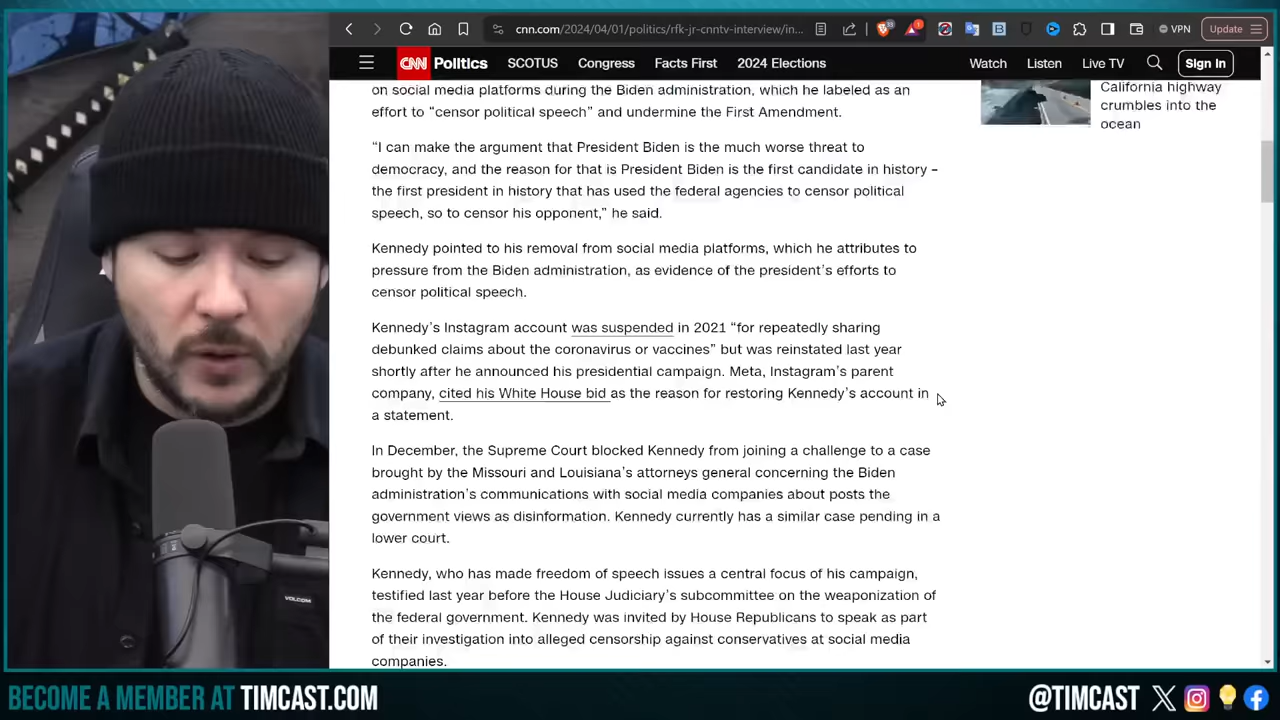 cnn.com/2024/04/01/politics/rfk-jr-cnntv-interview/in...
VPN
Update
CNN Politics SCOTUS Congress Facts First 2024 Elections Watch Listen Live TV Sign In
on social media platforms during the Biden administration, which he labeled as an
effort to “censor political speech” and undermine the First Amendment.
California highway
crumbles into the
ocean
“I can make the argument that President Biden is the much worse threat to
democracy, and the reason for that is President Biden is the first candidate in history –
the first president in history that has used the federal agencies to censor political
speech, so to censor his opponent,” he said.
Kennedy pointed to his removal from social media platforms, which he attributes to
pressure from the Biden administration, as evidence of the president’s efforts to
censor political speech.
Kennedy’s Instagram account was suspended in 2021 “for repeatedly sharing
debunked claims about the coronavirus or vaccines” but was reinstated last year
shortly after he announced his presidential campaign. Meta, Instagram’s parent
company, cited his White House bid as the reason for restoring Kennedy’s account in
a statement.
In December, the Supreme Court blocked Kennedy from joining a challenge to a case
brought by the Missouri and Louisiana’s attorneys general concerning the Biden
administration’s communications with social media companies about posts the
government views as disinformation. Kennedy currently has a similar case pending in a
lower court.
Kennedy, who has made freedom of speech issues a central focus of his campaign,
testified last year before the House Judiciary’s subcommittee on the weaponization of
the federal government. Kennedy was invited by House Republicans to speak as part
of their investigation into alleged censorship against conservatives at social media
companies.
VOLCOM
BECOME A MEMBER AT TIMCAST.COM
@TIMCAST